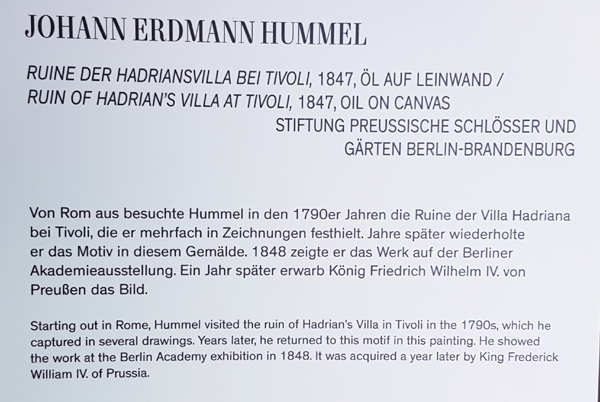 JOHANN ERDMANN HUMMEL
RUINE DER HADRIANSVILLA BEI TIVOLI, 1847, ÖL AUF LEINWAND /
RUIN OF HADRIAN'S VILLA AT TIVOLI, 1847, OIL ON CANVAS
STIFTUNG PREUSSISCHE SCHLÖSSER UND
GÄRTEN BERLIN-BRANDENBURG
Von Rom aus besuchte Hummel in den 1790er Jahren die Ruine der Villa Hadriana
bei Tivoli, die er mehrfach in Zeichnungen festhielt. Jahre später wiederholte
er das Motiv in diesem Gemälde. 1848 zeigte er das Werk auf der Berliner
Akademieausstellung. Ein Jahr später erwarb König Friedrich Wilhelm IV. von
Preußen das Bild.
Starting out in Rome, Hummel visited the ruin of Hadrian's Villa in Tivoli in the 1790s, which he
captured in several drawings. Years later, he returned to this motif in this painting. He showed
the work at the Berlin Academy exhibition in 1848. It was acquired a year later by King Frederick
William IV. of Prussia.